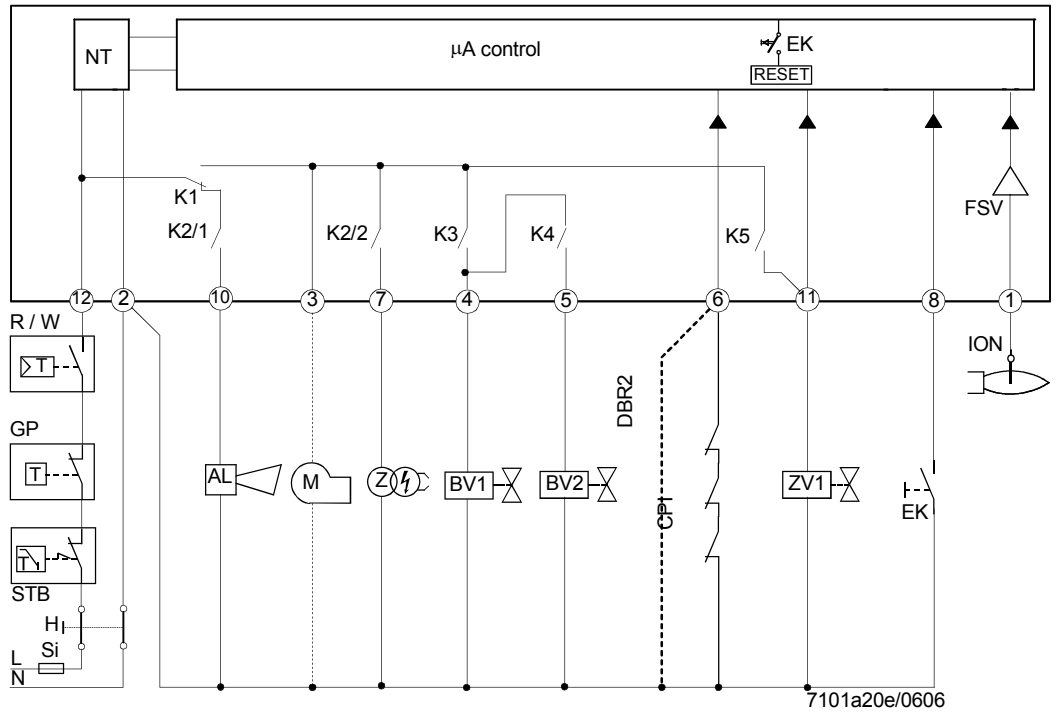 NT
μA control
EK
RESET
FSV
K1
K2/1
K2/2
K3
K4
K5
12
2
10
3
7
4
5
6
11
8
1
R / W
T
ION
DBR2
GP
T
AL
M
Z
BV1
BV2
CPI
ZV1
EK
T
STB
H
Si
L
N
7101a20e/0606